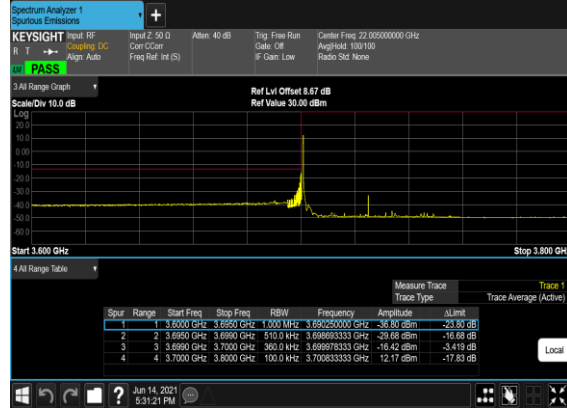 Spectrum Analyzer 1
Spurious Emissions
KEYSIGHT Input: RF Input Z: 50 Ω Atten: 40 dB Trig: Free Run Center Freq: 22.005000000 GHz
R T Coupling: DC Corr CCorr Gate: Off Avg|Hold: 100/100
Align: Auto Freq Ref: Int (S) IF Gain: Low Radio Std: None
PASS
3 All Range Graph
Ref Lvl Offset 8.67 dB
Scale/Div 10.0 dB Ref Value 30.00 dBm
Log
20.0
10.0
0.00
-10.0
-20.0
-30.0
-40.0
-50.0
-60.0
Start 3.600 GHz Stop 3.800 GH
4 All Range Table
Measure Trace Trace 1
Trace Type Trace Average (Active)
Spur Range Start Freq Stop Freq RBW Frequency Amplitude ΔLimit
1 1 3.6000 GHz 3.6950 GHz 1.000 MHz 3.690250000 GHz -36.80 dBm -23.80 dB
2 2 3.6950 GHz 3.6990 GHz 510.0 kHz 3.698693333 GHz -29.68 dBm -16.68 dB
3 3 3.6990 GHz 3.7000 GHz 360.0 kHz 3.699978333 GHz -16.42 dBm -3.419 dB
4 4 3.7000 GHz 3.8000 GHz 100.0 kHz 3.700833333 GHz 12.17 dBm -17.83 dB
Local
? Jun 14, 2021
5:31:21 PM